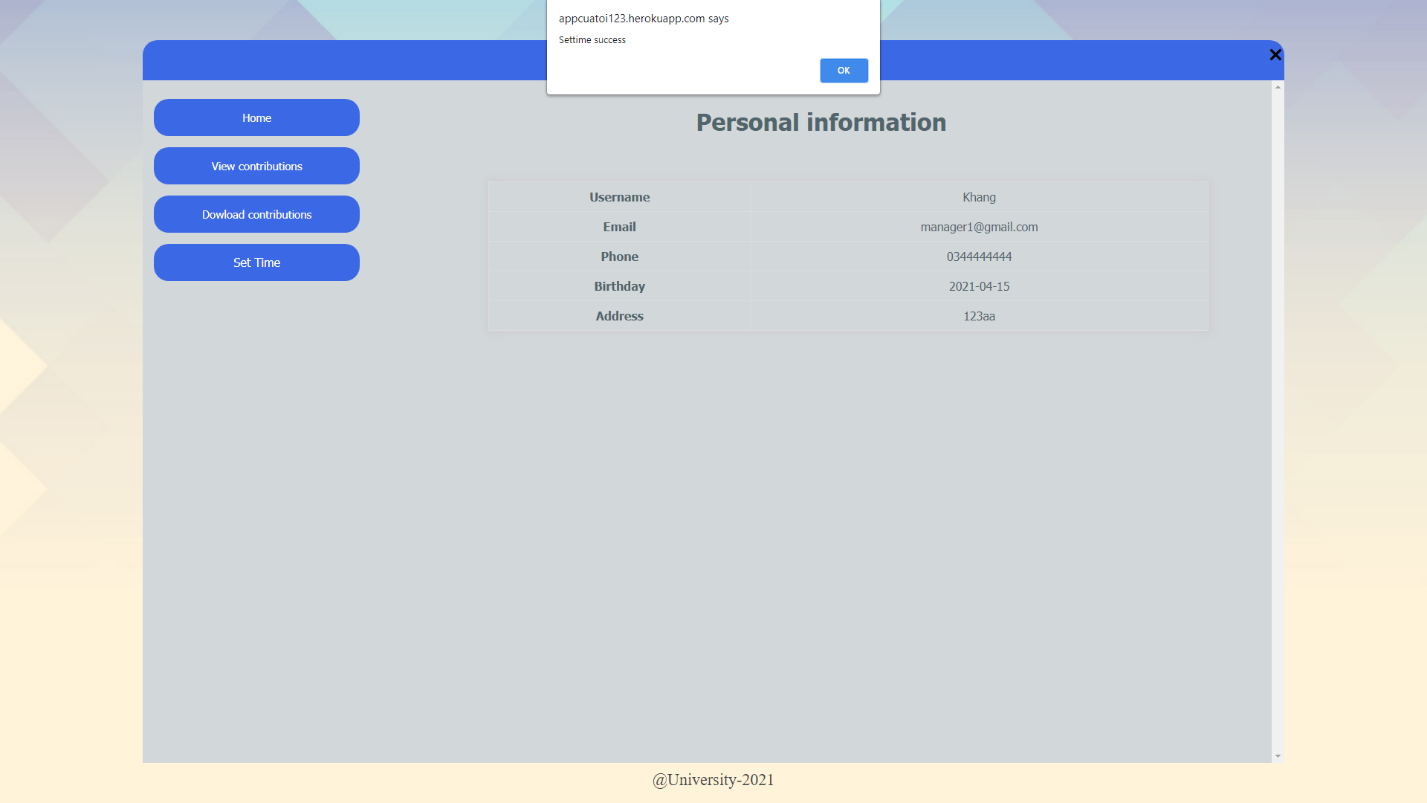 appcuatoi123.herokuapp.com says
Settime success
OK
Home
View contributions
Dowload contributions
Set Time
Personal information
Username Khang
Email manager1@gmail.com
Phone 0344444444
Birthday 2021-04-15
Address 123aa
@University-2021